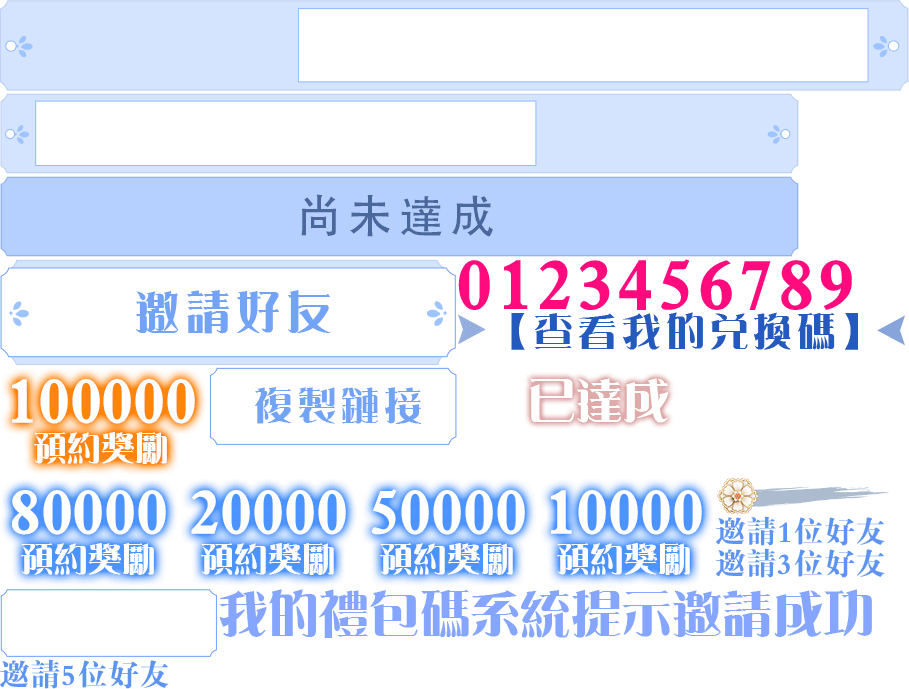 尚未達成
邀請好友
0123456789
【查看我的兑換碼】
100000
預約獎勵
複製鏈接
已達成
80000
預約獎勵
20000
預約獎勵
50000
預約獎勵
10000
預約獎勵
邀請1位好友
邀請3位好友
我的禮包碼系統提示邀請成功
邀請5位好友